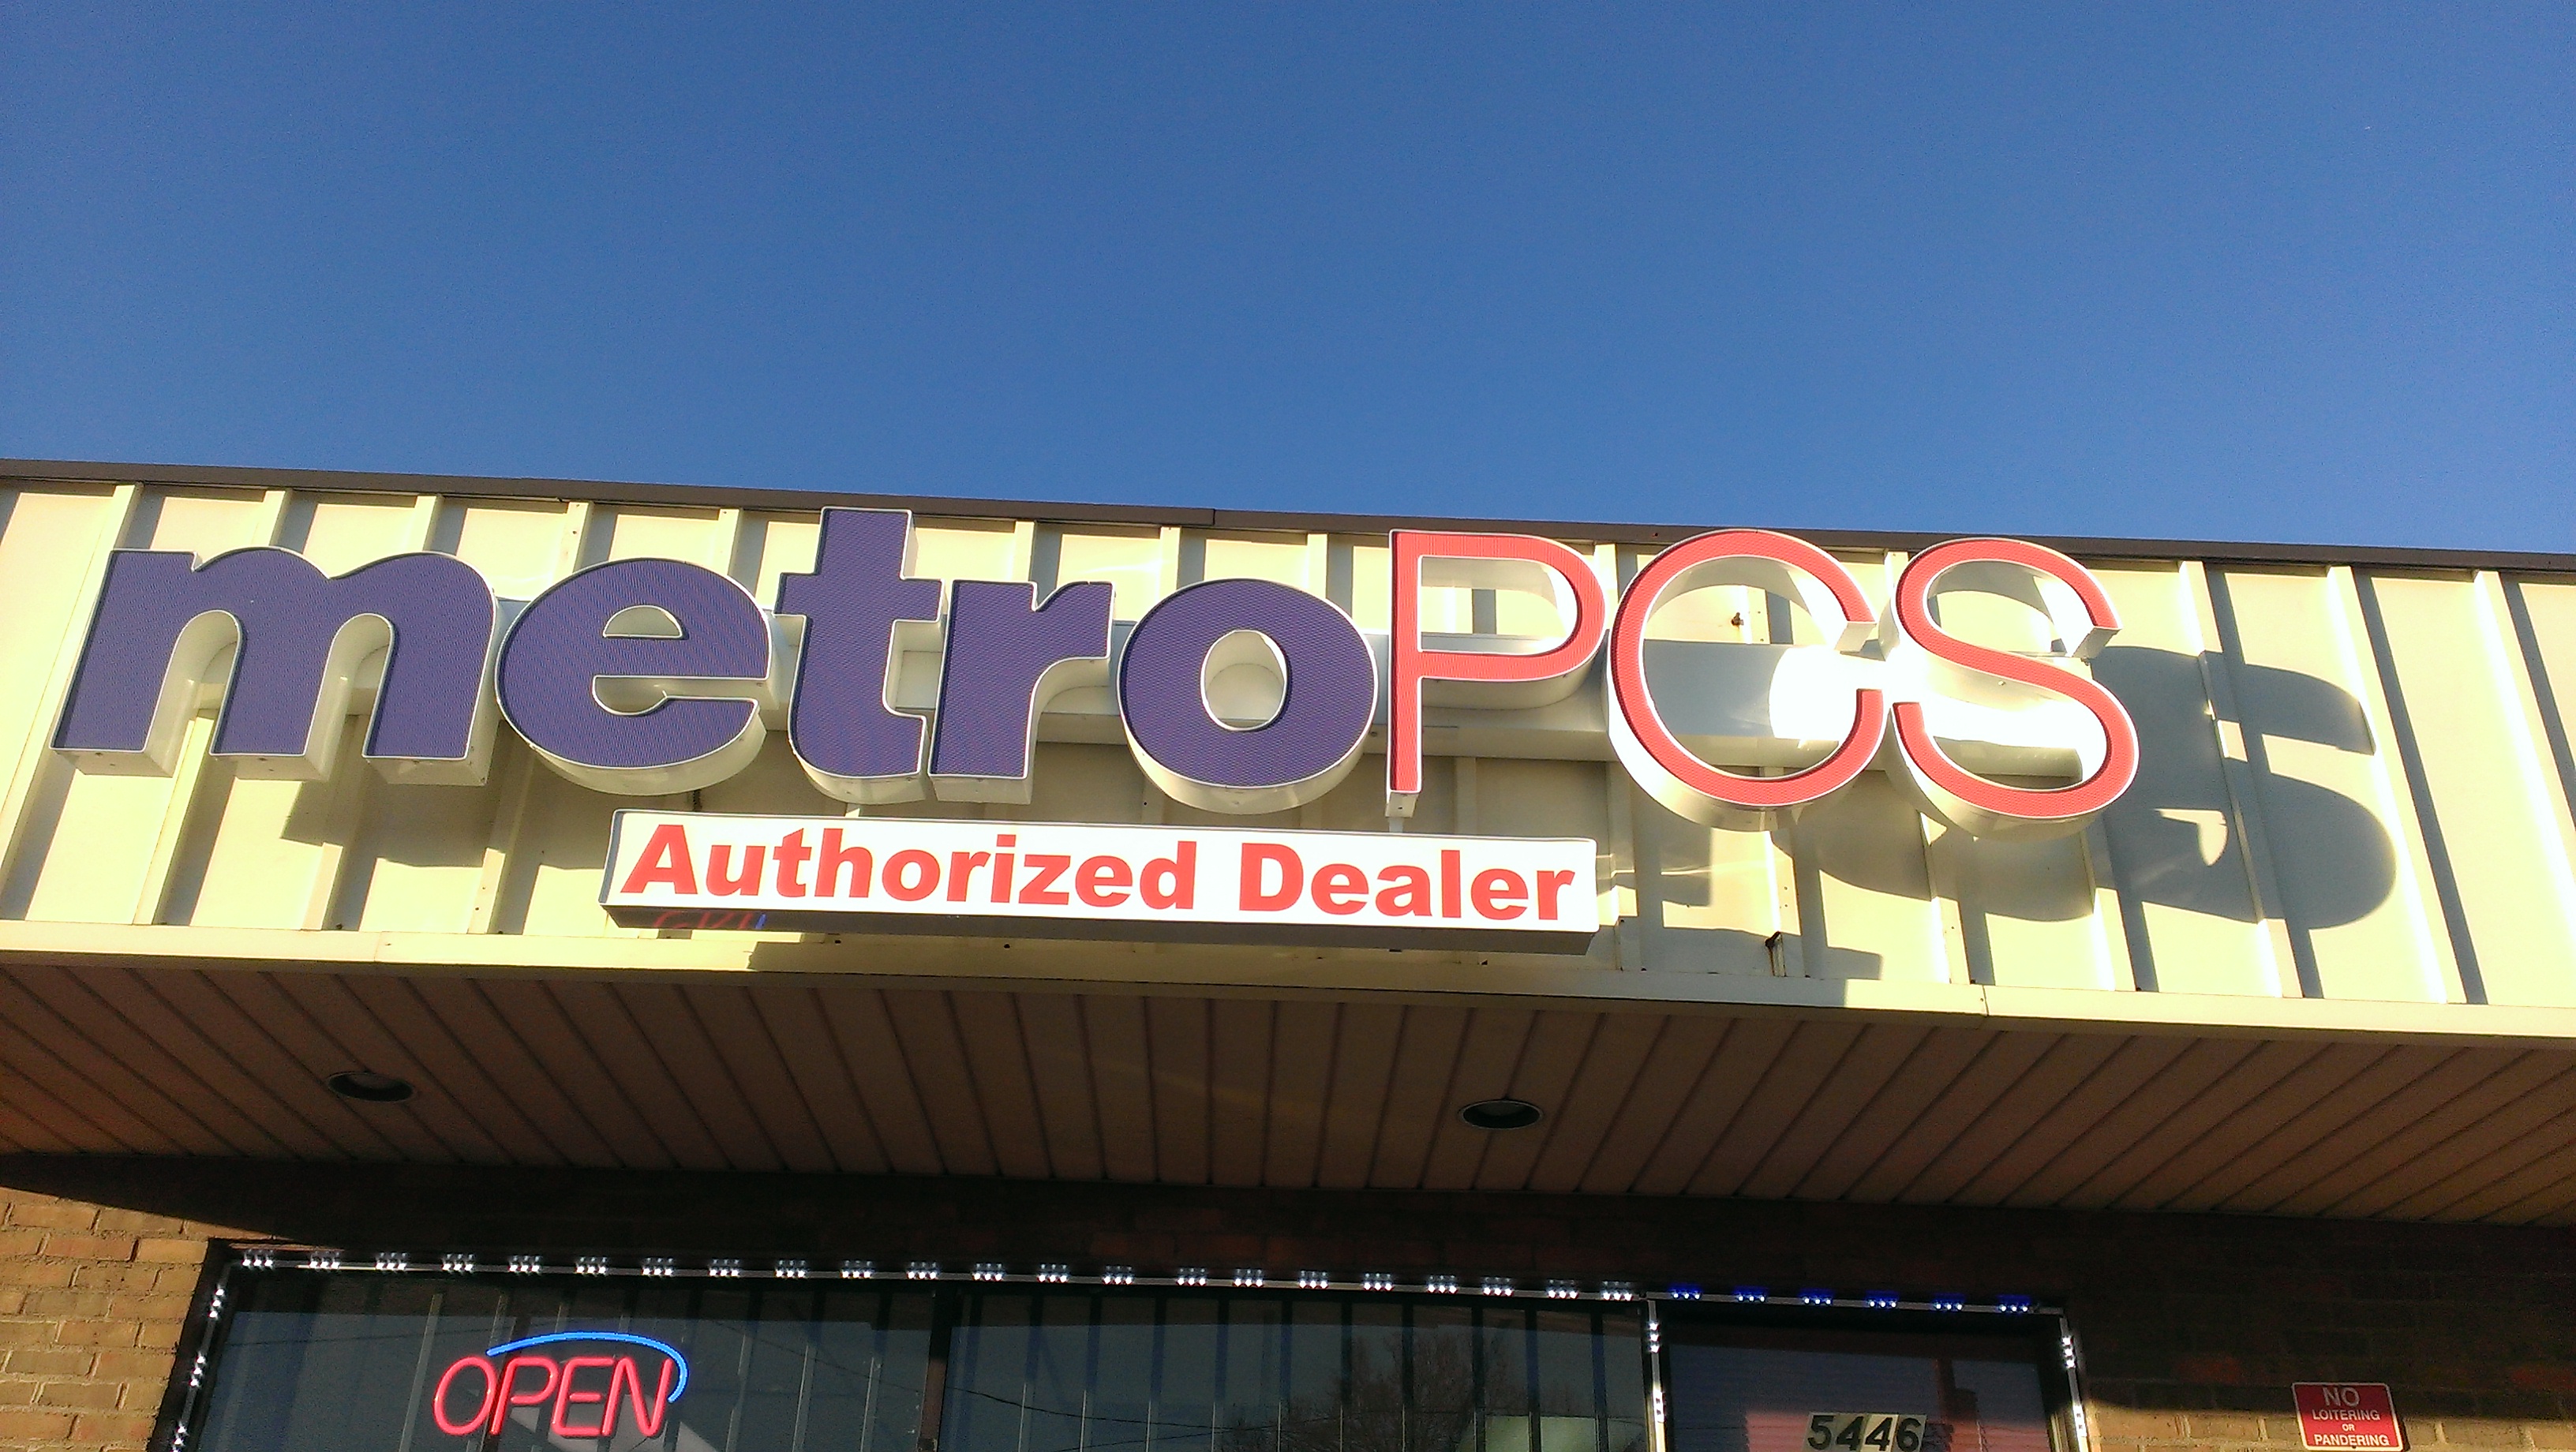 metroPCS
Authorized Dealer
OPEN
5446
NO
LOITERING
OR
PANDERING